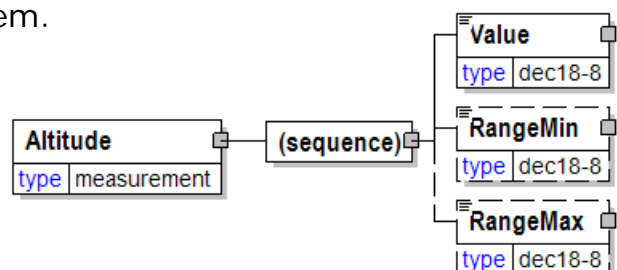 em.
Value
type dec18-8
Altitude
type measurement
(sequence)
RangeMin
type dec18-8
RangeMax
type dec18-8